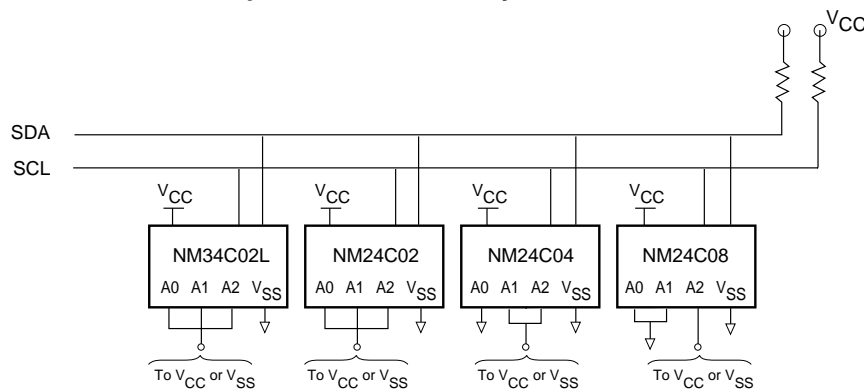 VCC
SDA
SCL
VCC VCC VCC VCC
NM34C02L NM24C02 NM24C04 NM24C08
A0 A1 A2 VSS A0 A1 A2 VSS A0 A1 A2 VSS A0 A1 A2 VSS
To VCC or VSS To VCC or VSS To VCC or VSS To VCC or VSS